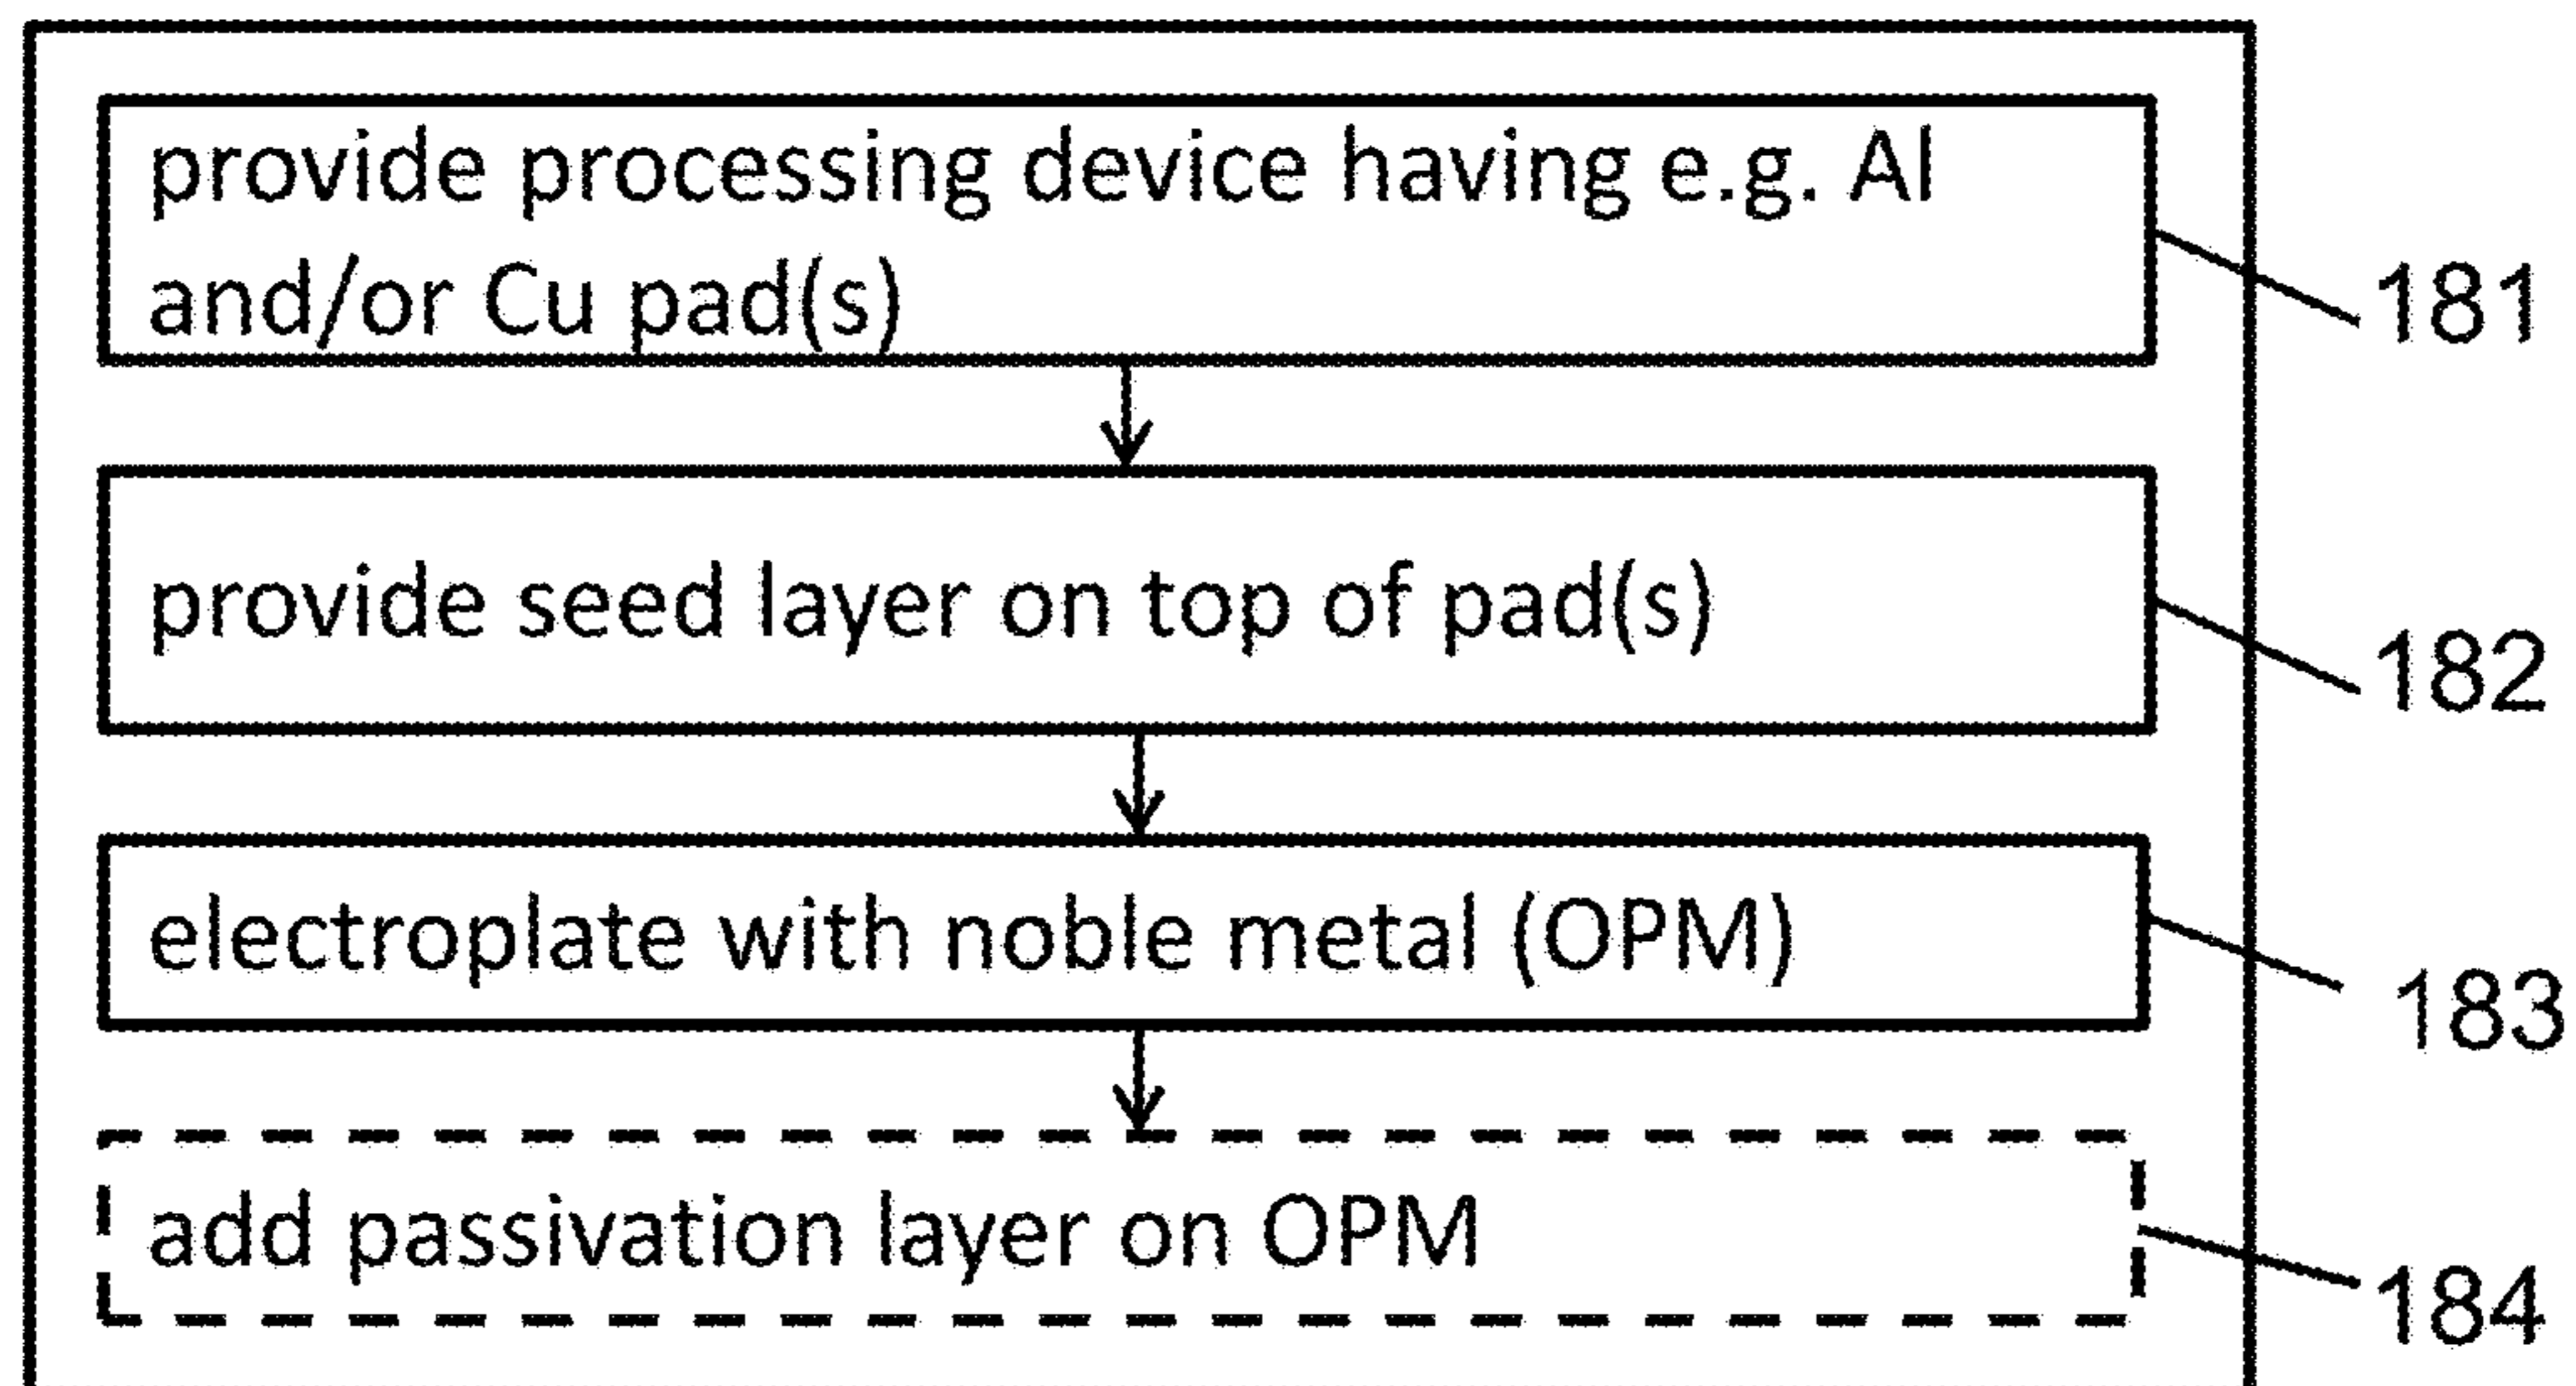 provide processing device having e.g. Al
and/or Cu pad(s)
181
provide seed layer on top of pad(s)
182
electroplate with noble metal (OPM)
183
add passivation layer on OPM
184